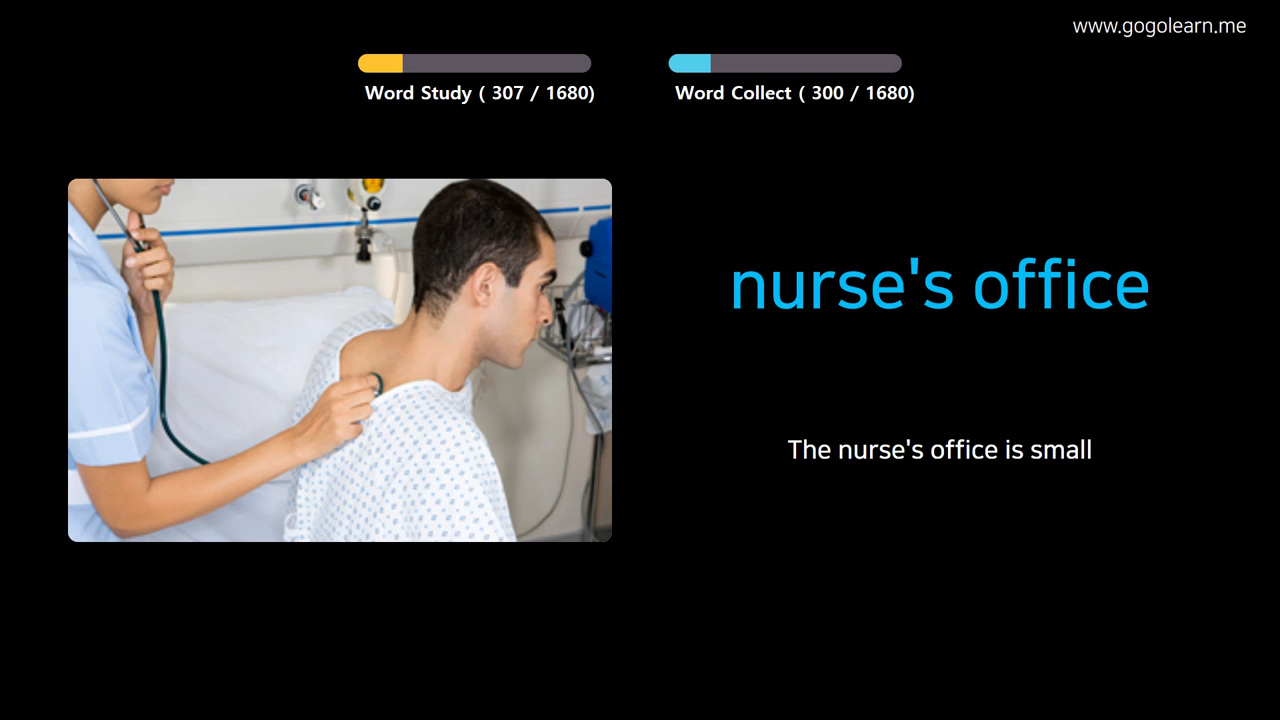 www.gogolearn.me
Word Study ( 307 / 1680)
Word Collect ( 300 / 1680)
nurse's office
The nurse's office is small